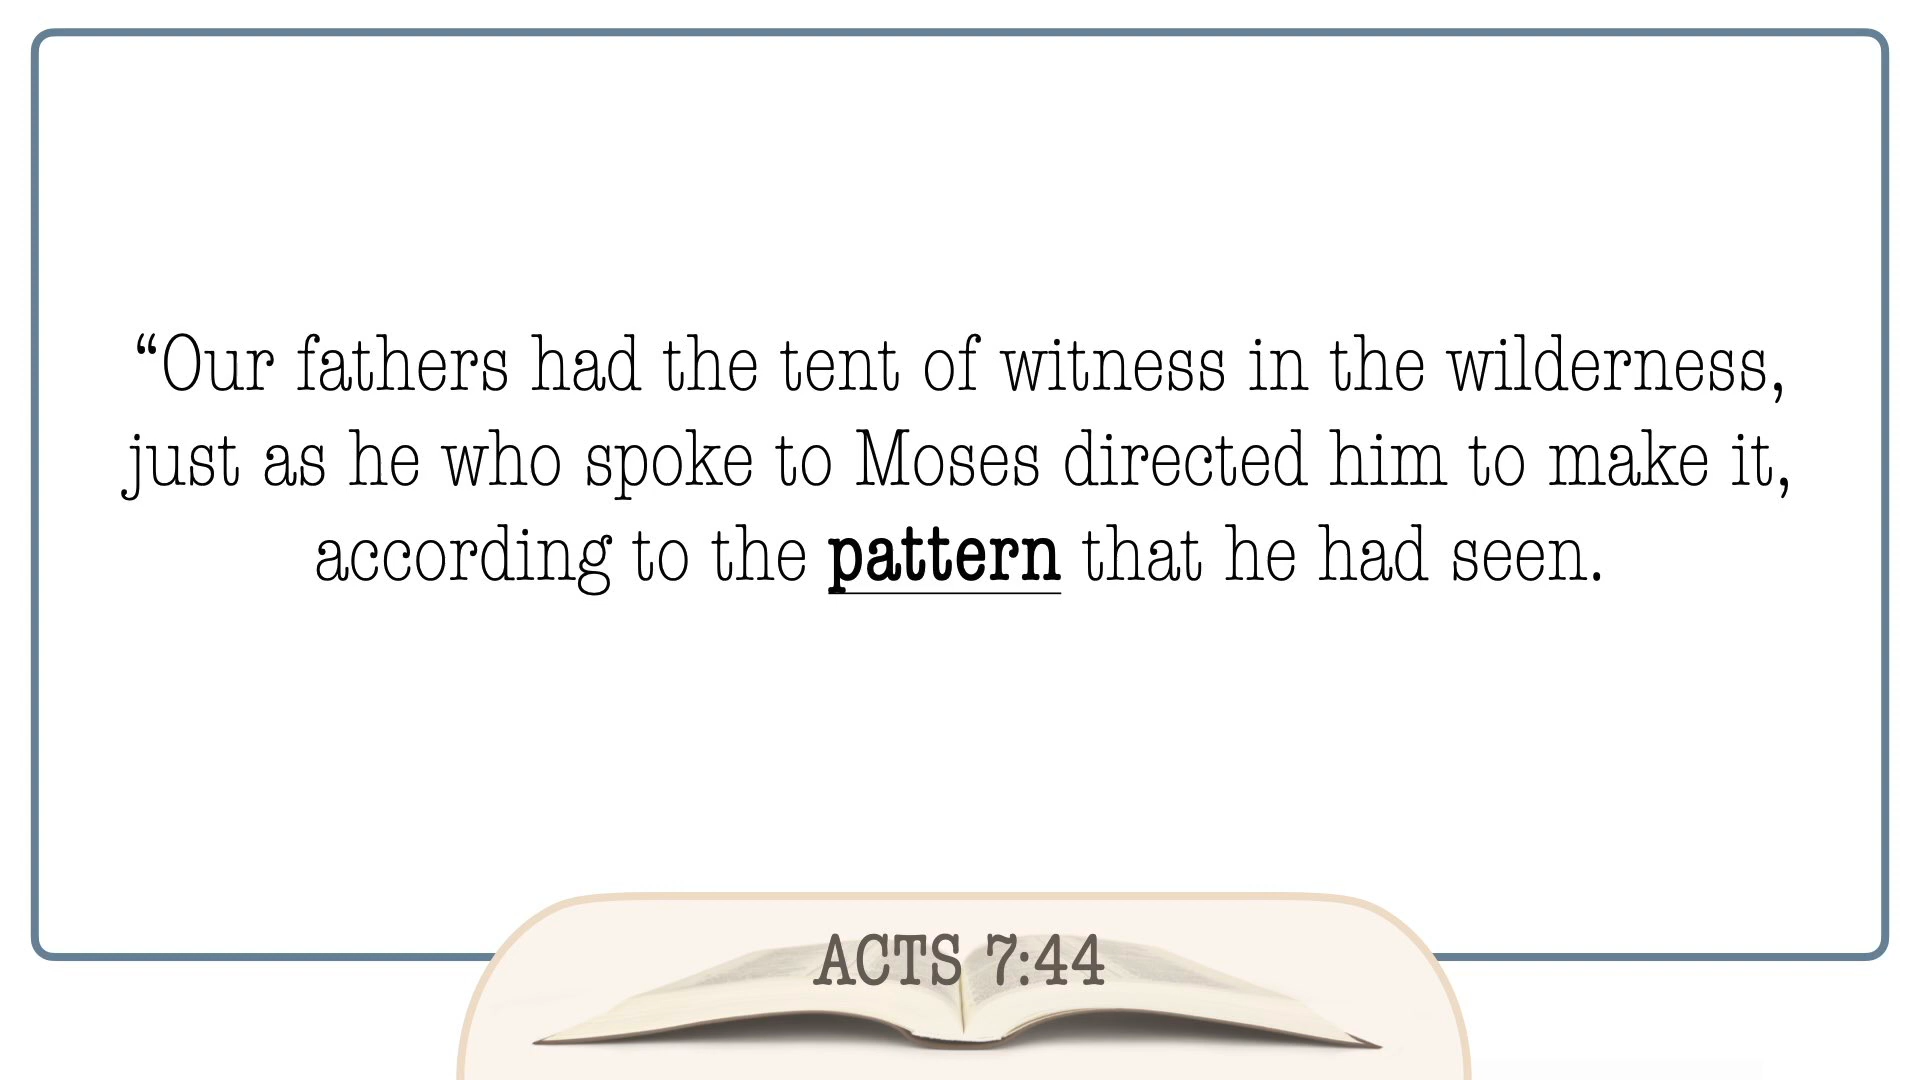 “Our fathers had the tent of witness in the wilderness,
just as he who spoke to Moses directed him to make it,
according to the pattern that he had seen.
ACTS 7:44